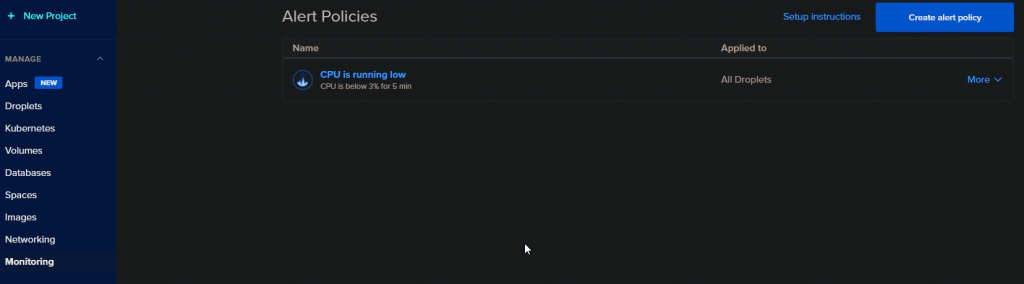 + New Project
MANAGE
Apps NEW
Droplets
Kubernetes
Volumes
Databases
Spaces
Images
Networking
Monitoring
Alert Policies
Setup instructions
Create alert policy
Name Applied to
CPU is running low
CPU is below 3% for 5 min
All Droplets
More